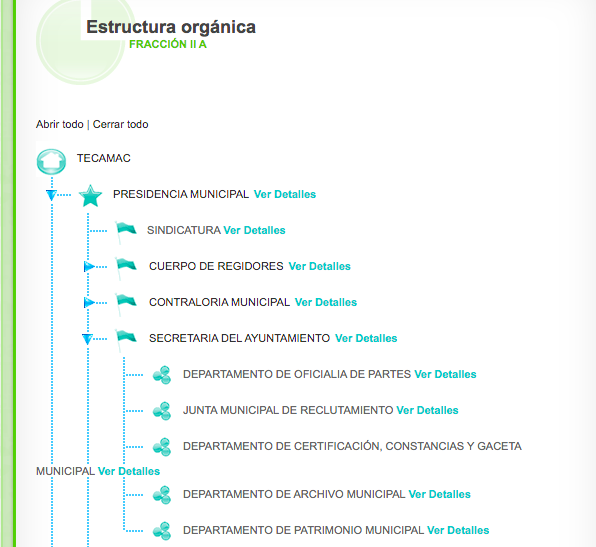 Estructura orgánica
FRACCIÓN II A
Abrir todo | Cerrar todo
TECAMAC
PRESIDENCIA MUNICIPAL Ver Detalles
SINDICATURA Ver Detalles
CUERPO DE REGIDORES Ver Detalles
CONTRALORIA MUNICIPAL Ver Detalles
SECRETARIA DEL AYUNTAMIENTO Ver Detalles
DEPARTAMENTO DE OFICIALIA DE PARTES Ver Detalles
JUNTA MUNICIPAL DE RECLUTAMIENTO Ver Detalles
DEPARTAMENTO DE CERTIFICACIÓN, CONSTANCIAS Y GACETA
MUNICIPAL Ver Detalles
DEPARTAMENTO DE ARCHIVO MUNICIPAL Ver Detalles
DEPARTAMENTO DE PATRIMONIO MUNICIPAL Ver Detalles